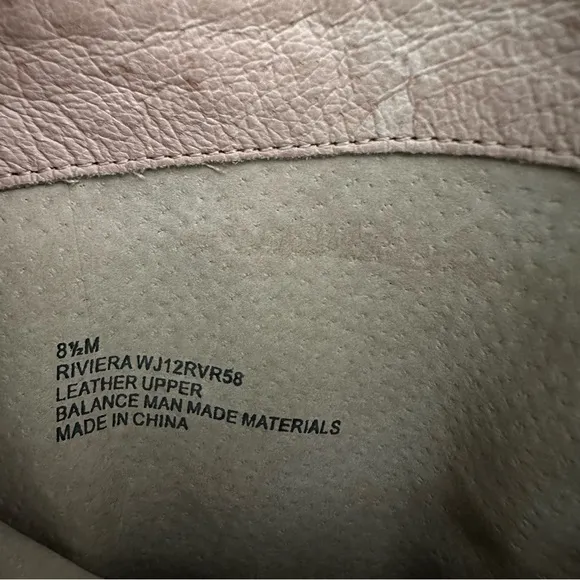 8½M
RIVIERA WJ12RVR58
LEATHER UPPER
BALANCE MAN MADE MATERIALS
MADE IN CHINA